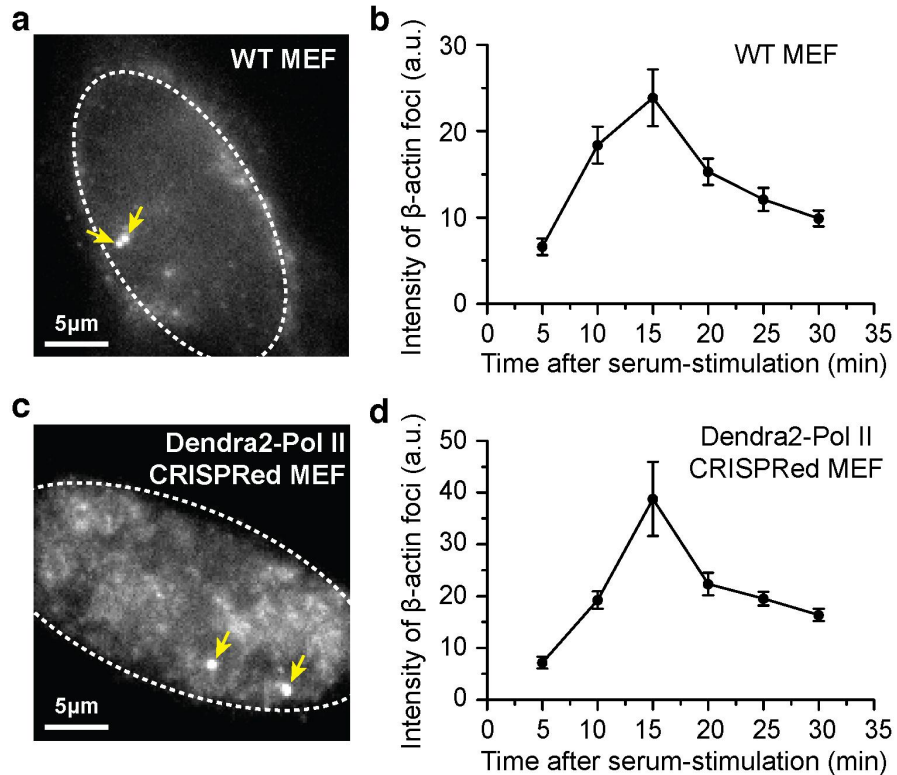 a
WT MEF
5µm
b
WT MEF
Intensity of β-actin foci (a.u.)
30
20
10
0
0 5 10 15 20 25 30 35
Time after serum-stimulation (min)
c
Dendra2-Pol II
CRISPRed MEF
5µm
d
Dendra2-Pol II
CRISPRed MEF
Intensity of β-actin foci (a.u.)
50
40
30
20
10
0
0 5 10 15 20 25 30 35
Time after serum-stimulation (min)